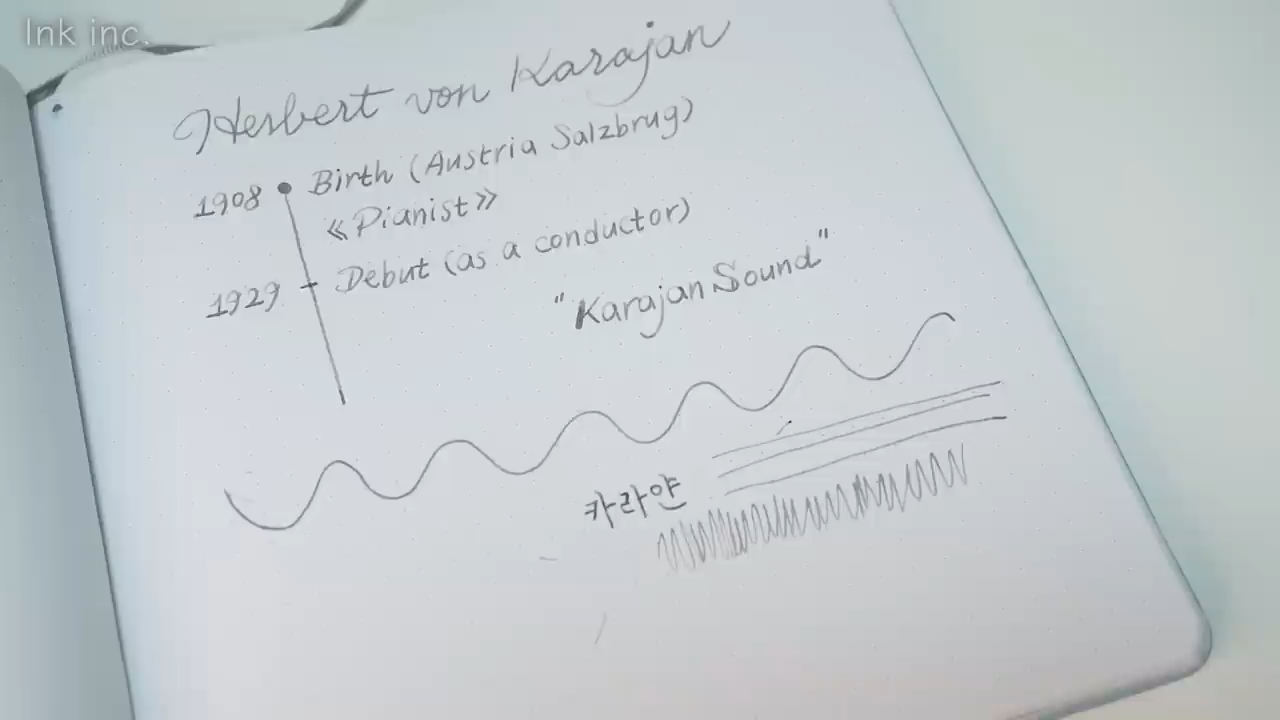 Ink inc.
Herbert von Karajan
1908 Birth (Austria Salzbrug)
《Pianist》
1929 Debut (as a conductor)
"Karajan Sound"
카라얀